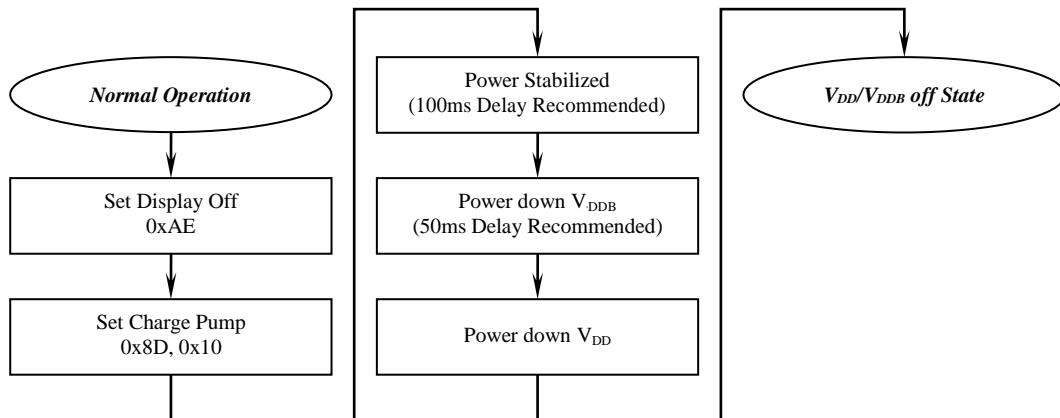 Normal Operation
Set Display Off
0xAE
Set Charge Pump
0x8D, 0x10
Power Stabilized
(100ms Delay Recommended)
Power down VDDB
(50ms Delay Recommended)
Power down VDD
VDD/VDDB off State